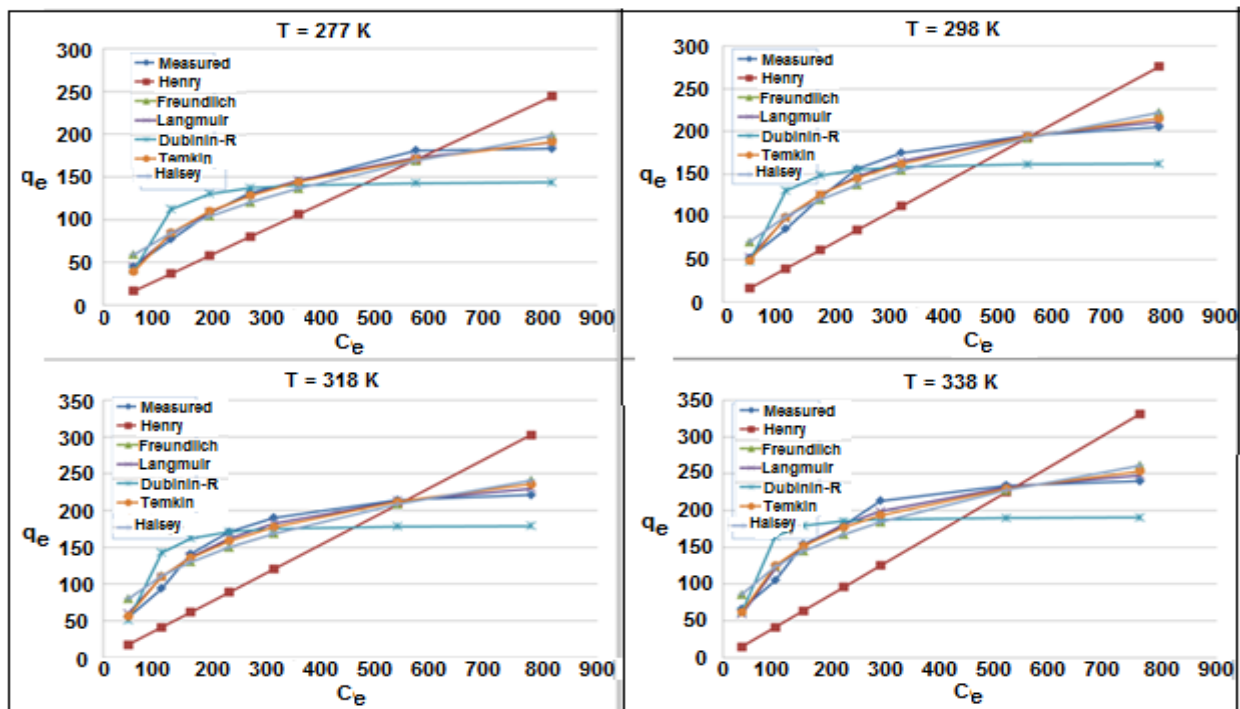 T = 277 K
300
250
200
150
100
50
0
qe
Measured
Henry
Freundlich
Langmuir
Dubinin-R
Temkin
Halsey
0 100 200 300 400 500 600 700 800 900
Ce
T = 298 K
300
250
200
150
100
50
0
qe
Measured
Henry
Freundlich
Langmuir
Dubinin-R
Temkin
Halsey
0 100 200 300 400 500 600 700 800 900
Ce
T = 318 K
350
300
250
200
150
100
50
0
qe
Measured
Henry
Freundlich
Langmuir
Dubinin-R
Temkin
Halsey
0 100 200 300 400 500 600 700 800 900
Ce
T = 338 K
350
300
250
200
150
100
50
0
qe
Measured
Henry
Freundlich
Langmuir
Dubinin-R
Temkin
Halsey
0 100 200 300 400 500 600 700 800 900
Ce